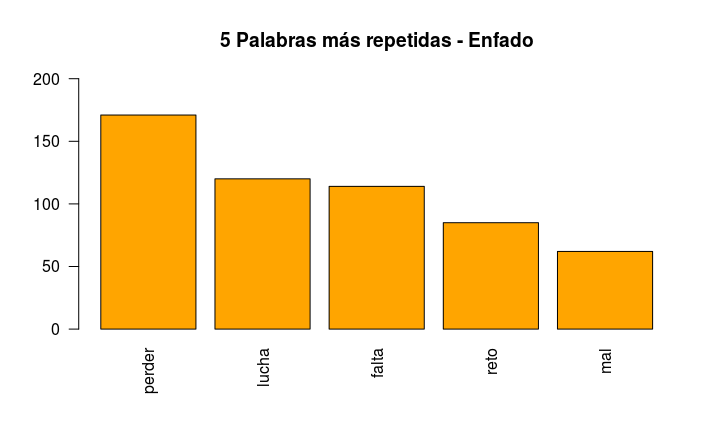 5 Palabras más repetidas - Enfado
200
150
100
50
0
perder
lucha
falta
reto
mal